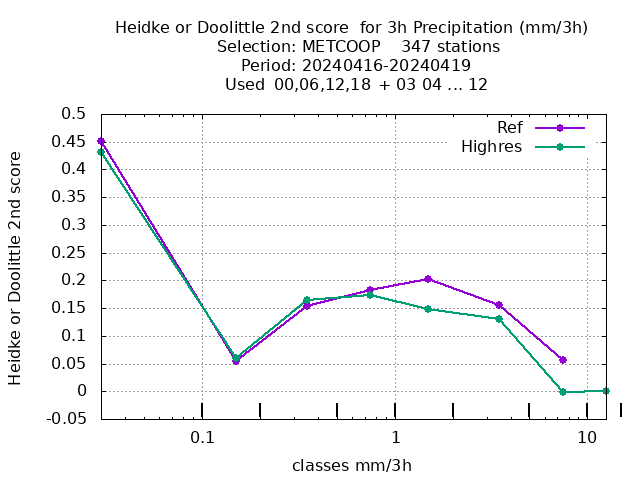 Heidke or Doolittle 2nd score  for 3h Precipitation (mm/3h)
Selection: METCOOP    347 stations
Period: 20240416-20240419
Used  00,06,12,18 + 03 04 ... 12
Ref
Highres
Heidke or Doolittle 2nd score
0.5
0.45
0.4
0.35
0.3
0.25
0.2
0.15
0.1
0.05
0
-0.05
0.1 1 10
classes mm/3h